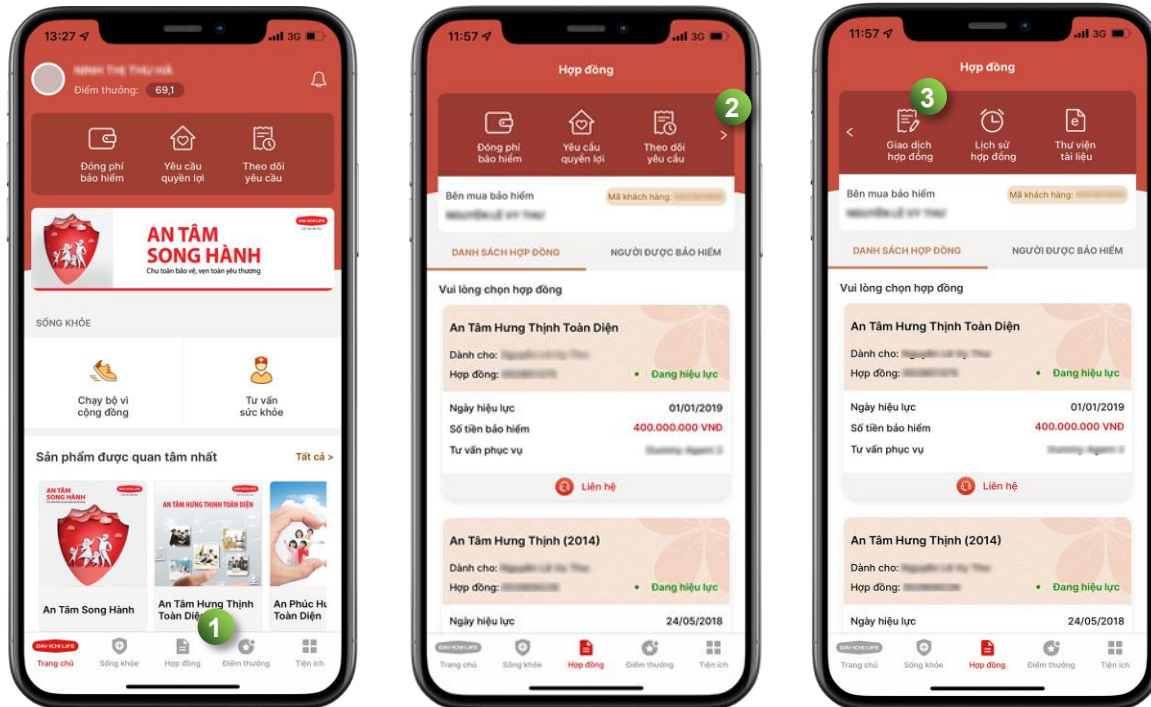 13:27
3G
Điểm thưởng: 69,1
Đóng phí
bảo hiểm
Yêu cầu
quyền lợi
Theo dõi
yêu cầu
DAI-ICHI LIFE
AN TÂM
SONG HÀNH
Chu toàn bảo vệ, vẹn toàn yêu thương
SỐNG KHỎE
Chạy bộ vì
cộng đồng
Tư vấn
sức khỏe
Sản phẩm được quan tâm nhất
Tất cả >
AN TÂM
SONG HÀNH
AN TÂM HƯNG THỊNH TOÀN DIỆN
An Tâm Song Hành
An Tâm Hưng Thịnh
Toàn Diện
An Phúc Hư
Toàn Diện
1
DAI-ICHI LIFE
Trang chủ
Sống khỏe
Hợp đồng
Điểm thưởng
Tiện ích
11:57
3G
Hợp đồng
2
Đóng phí
bảo hiểm
Yêu cầu
quyền lợi
Theo dõi
yêu cầu
>
Bên mua bảo hiểm
Mã khách hàng:
DANH SÁCH HỢP ĐỒNG
NGƯỜI ĐƯỢC BẢO HIỂM
Vui lòng chọn hợp đồng
An Tâm Hưng Thịnh Toàn Diện
Dành cho:
Hợp đồng:
• Đang hiệu lực
Ngày hiệu lực 01/01/2019
Số tiền bảo hiểm 400.000.000 VNĐ
Tư vấn phục vụ
Liên hệ
An Tâm Hưng Thịnh (2014)
Dành cho:
Hợp đồng:
• Đang hiệu lực
Ngày hiệu lực 24/05/2018
DAI-ICHI LIFE
Trang chủ
Sống khỏe
Hợp đồng
Điểm thưởng
Tiện ích
11:57
3G
Hợp đồng
3
<
Giao dịch
hợp đồng
Lịch sử
hợp đồng
Thư viện
tài liệu
Bên mua bảo hiểm
Mã khách hàng:
DANH SÁCH HỢP ĐỒNG
NGƯỜI ĐƯỢC BẢO HIỂM
Vui lòng chọn hợp đồng
An Tâm Hưng Thịnh Toàn Diện
Dành cho:
Hợp đồng:
• Đang hiệu lực
Ngày hiệu lực 01/01/2019
Số tiền bảo hiểm 400.000.000 VNĐ
Tư vấn phục vụ
Liên hệ
An Tâm Hưng Thịnh (2014)
Dành cho:
Hợp đồng:
• Đang hiệu lực
Ngày hiệu lực 24/05/2018
DAI-ICHI LIFE
Trang chủ
Sống khỏe
Hợp đồng
Điểm thưởng
Tiện ích